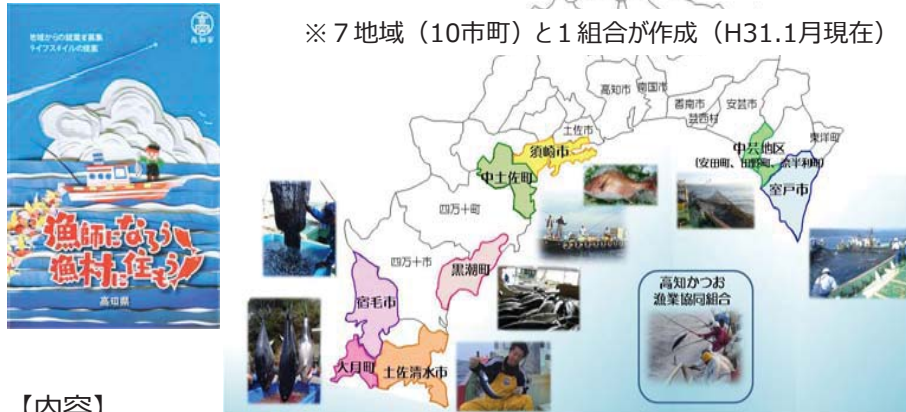 ※７地域（10市町）と１組合が作成（H31.1月現在）
地域からの就業者募集
ライフスタイルの提案
高知家
漁師になろう
漁村に住もう！
高知県
高知市
南国市
香南市
芸西村
安芸市
東洋町
中芸地区
(安田町、田野町、奈半利町)
室戸市
土佐市
須崎市
中土佐町
四万十町
四万十市
黒潮町
宿毛市
大月町
土佐清水市
高知かつお
漁業協同組合
【内容】